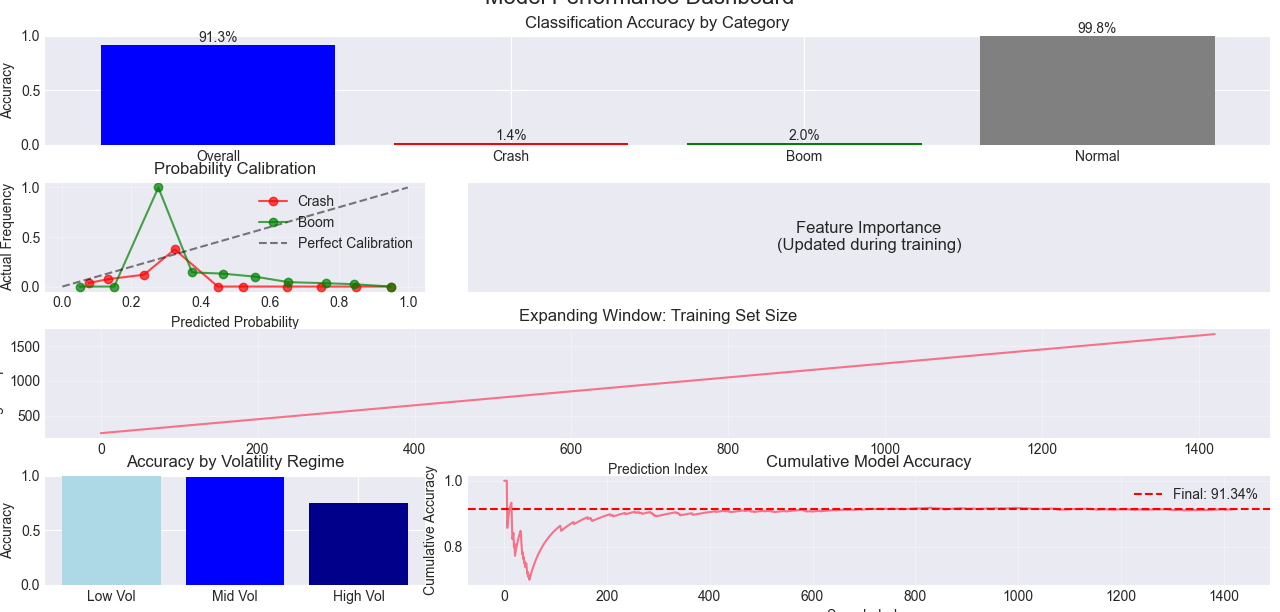 Model Performance Dashboard
Classification Accuracy by Category
Accuracy
1.0
0.5
0.0
91.3%
1.4%
2.0%
99.8%
Overall
Crash
Boom
Normal
Probability Calibration
Actual Frequency
1.0
0.5
0.0
Crash
Boom
Perfect Calibration
0.0 0.2 0.4 0.6 0.8 1.0
Predicted Probability
Feature Importance
(Updated during training)
Expanding Window: Training Set Size
1500
1000
500
0 200 400 600 800 1000 1200 1400
Prediction Index
Accuracy by Volatility Regime
Accuracy
1.0
0.5
0.0
Low Vol
Mid Vol
High Vol
Cumulative Model Accuracy
Cumulative Accuracy
1.0
0.8
Final: 91.34%
0 200 400 600 800 1000 1200 1400